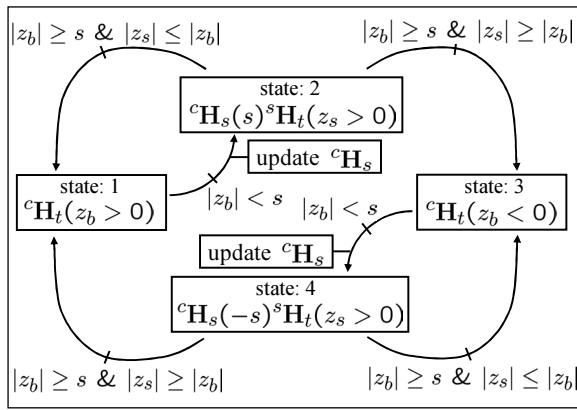 |z_b| ≥ s & |z_s| ≤ |z_b|
|z_b| ≥ s & |z_s| ≥ |z_b|
state: 2
^cH_s(s)^sH_t(z_s > 0)
update ^cH_s
state: 1
^cH_t(z_b > 0)
|z_b| < s
|z_b| < s
state: 3
^cH_t(z_b < 0)
update ^cH_s
state: 4
^cH_s(−s)^sH_t(z_s > 0)
|z_b| ≥ s & |z_s| ≥ |z_b|
|z_b| ≥ s & |z_s| ≤ |z_b|